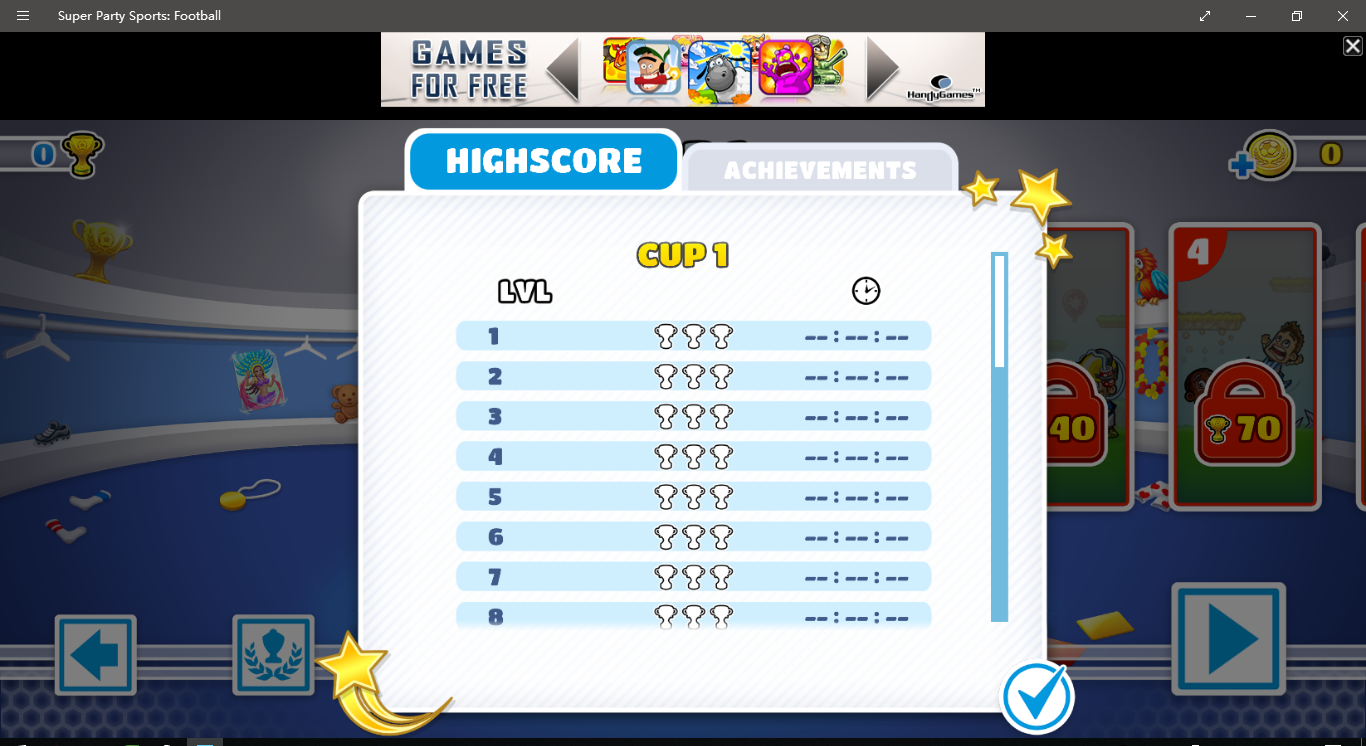 Super Party Sports: Football
GAMES
FOR FREE
HandyGames™
0
HIGHSCORE
ACHIEVEMENTS
0
CUP 1
LVL
1 -- : -- : --
2 -- : -- : --
3 -- : -- : --
4 -- : -- : --
5 -- : -- : --
6 -- : -- : --
7 -- : -- : --
8 -- : -- : --
4
40
70